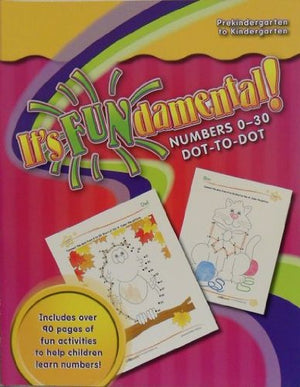 Prekindergarten
to Kindergarten
It's FUNdamental!
NUMBERS 0–30
DOT-TO-DOT
Owl
Includes over
90 pages of
fun activities
to help children
learn numbers!